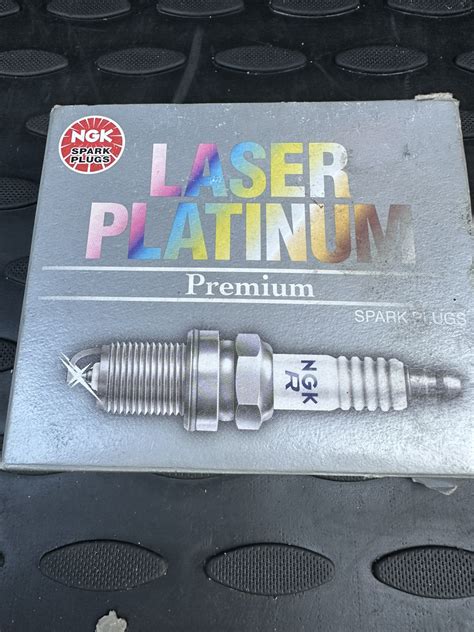 NGK
SPARK
PLUGS
LASER
PLATINUM
Premium
SPARK PLUGS
NGK
R